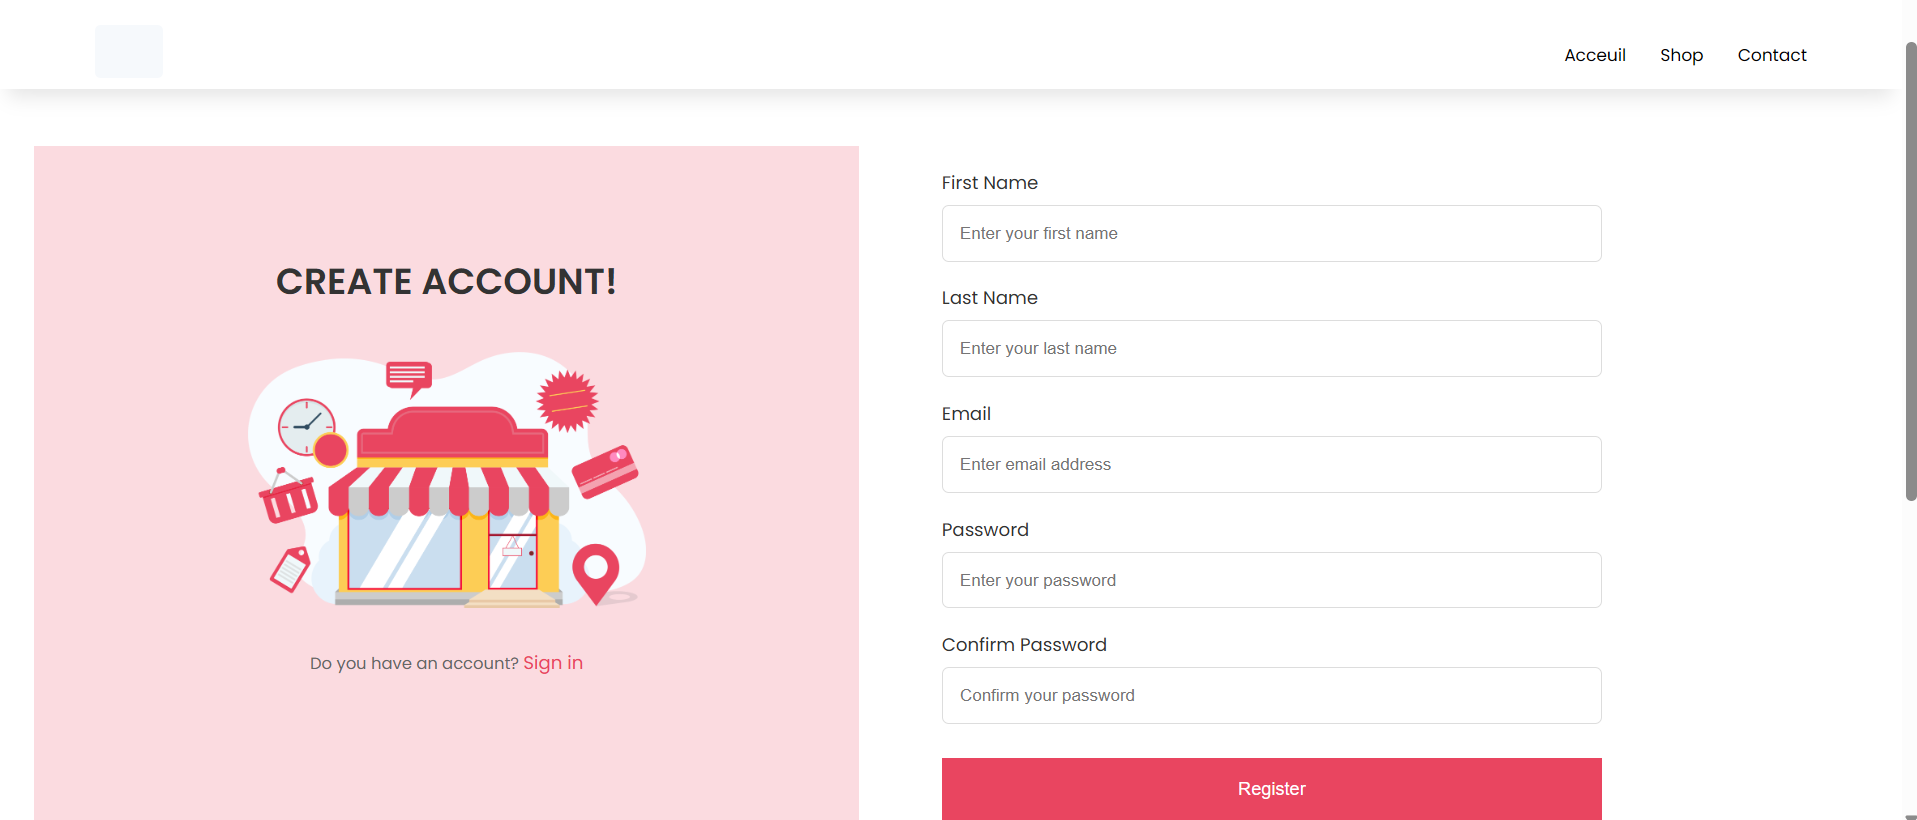 Acceuil Shop Contact
CREATE ACCOUNT!
Do you have an account? Sign in
First Name
Enter your first name
Last Name
Enter your last name
Email
Enter email address
Password
Enter your password
Confirm Password
Confirm your password
Register